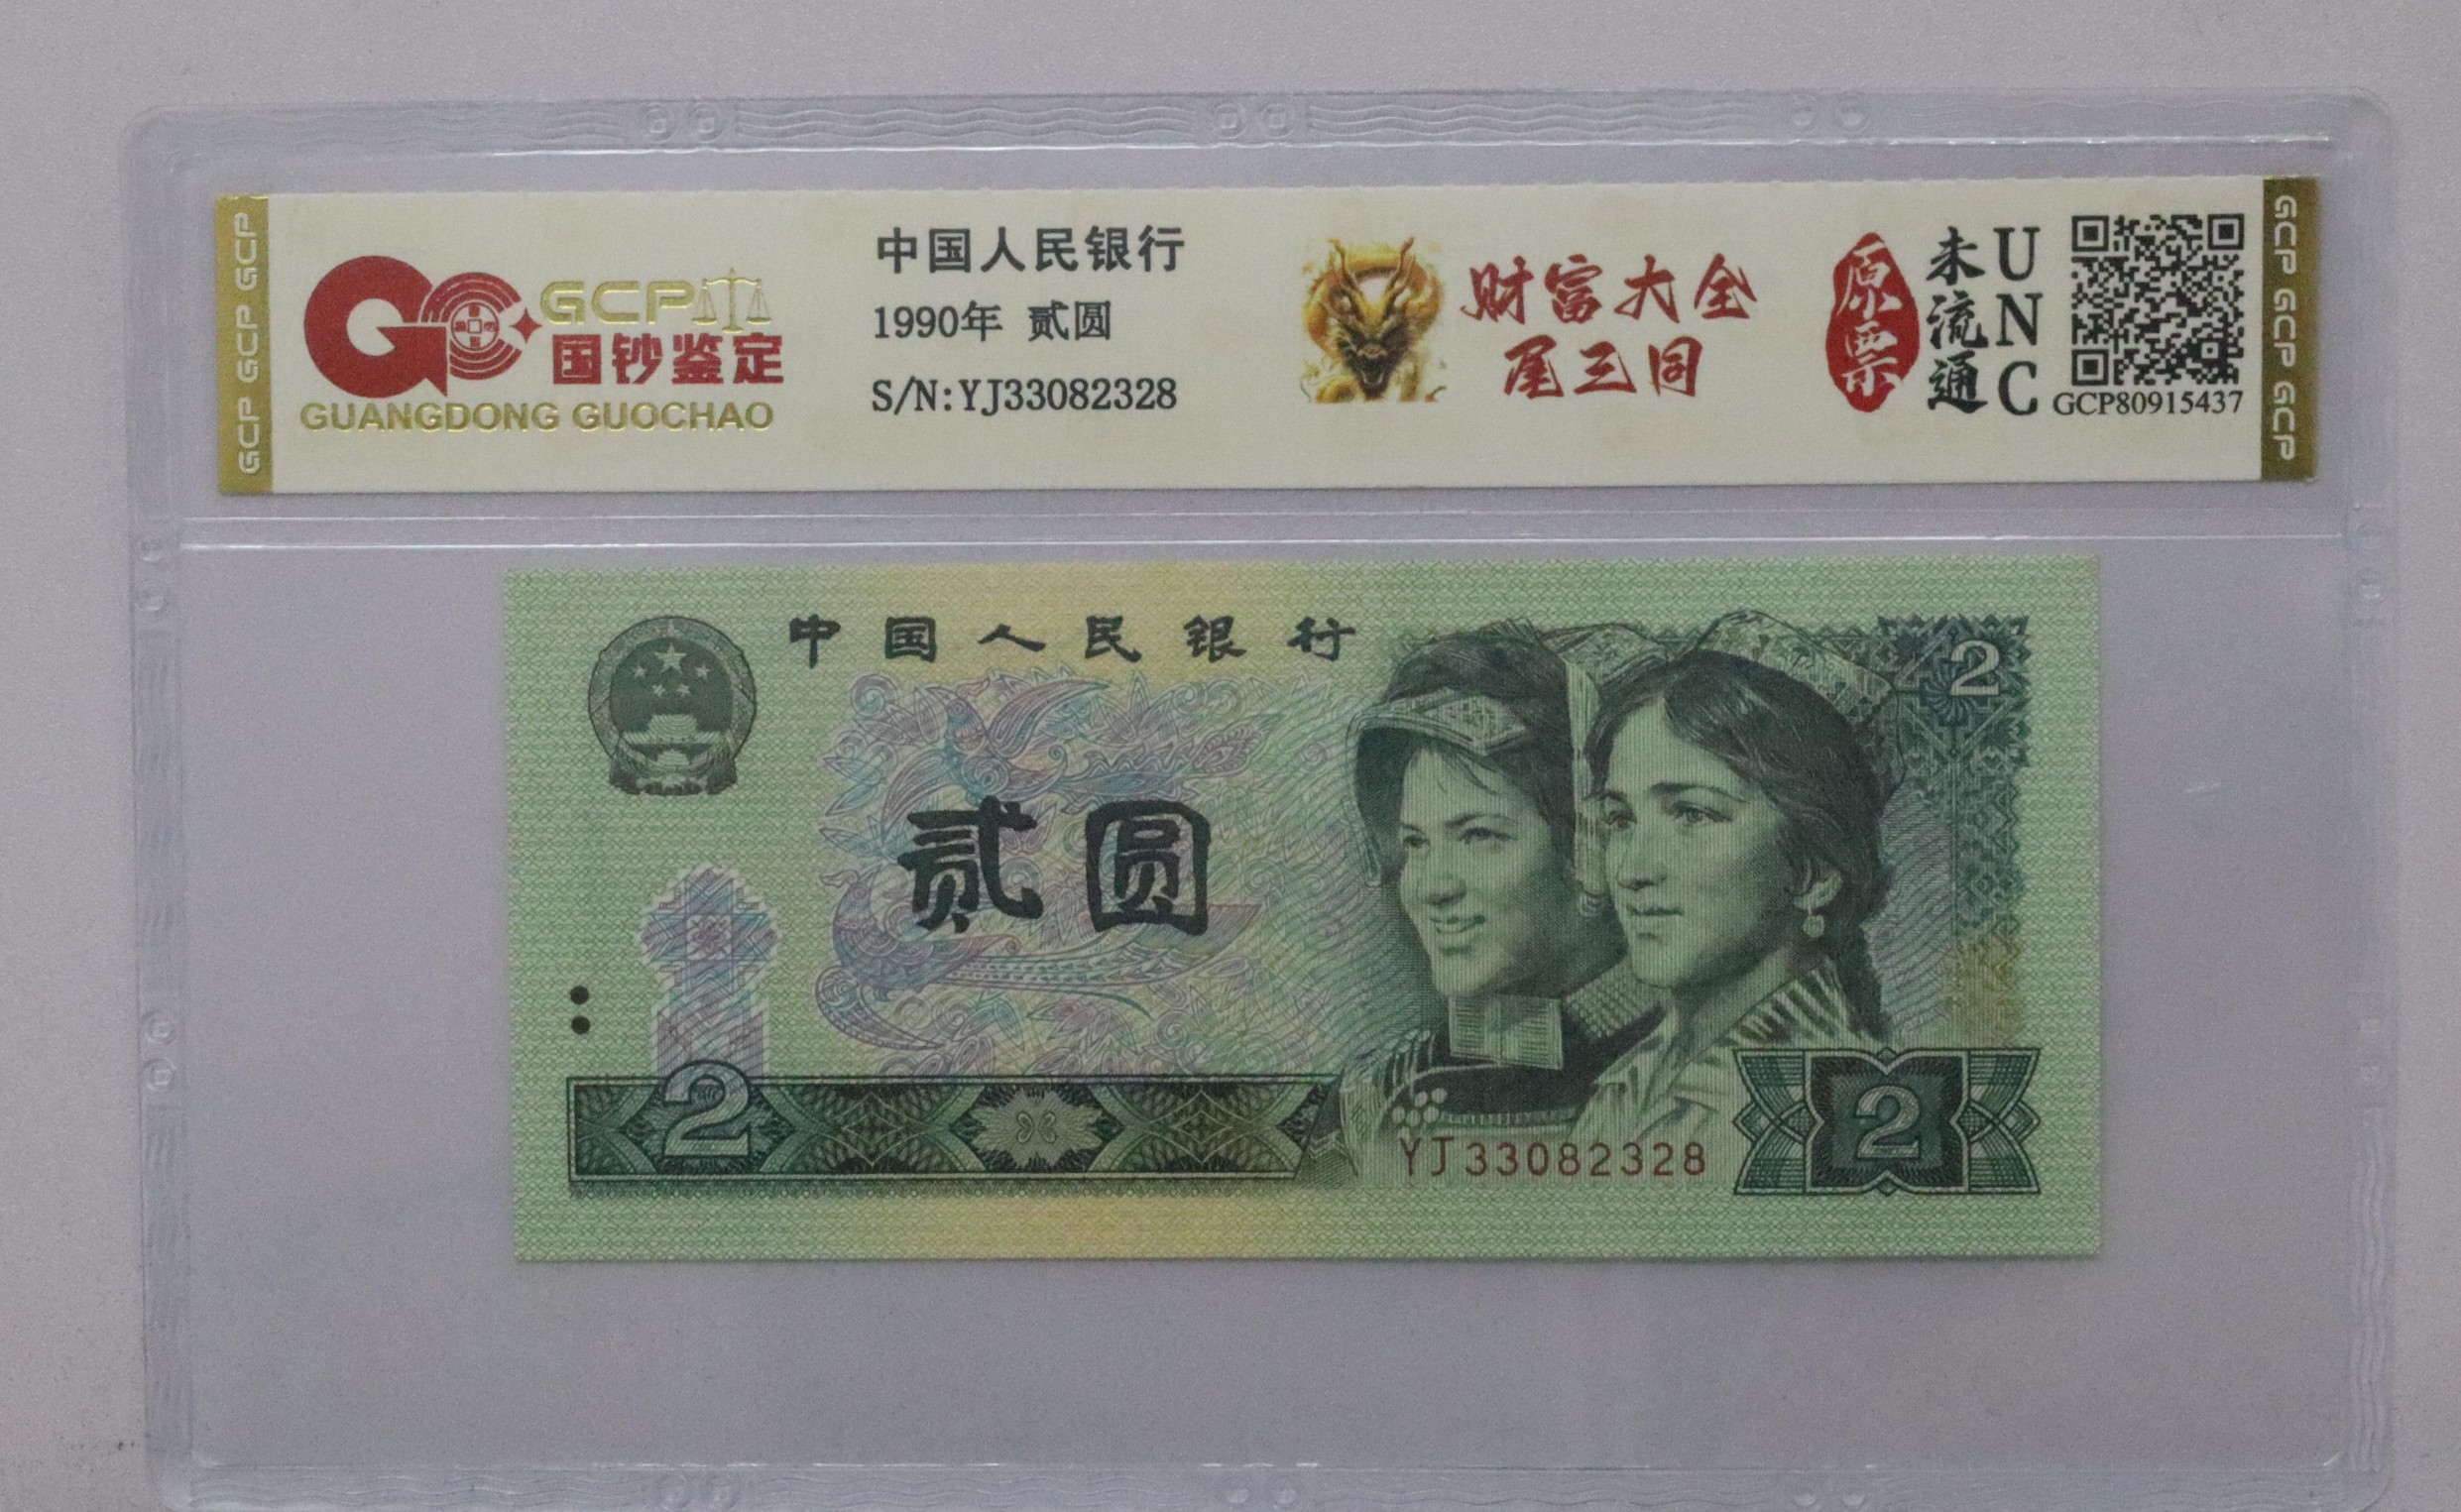 GCP GCP GCP
GCP
国钞鉴定
GUANGDONG GUOCHAO
中国人民银行
1990年 贰圆
S/N:YJ33082328
财富大全
尾三同
原票
未流通
UNC
GCP80915437
GCP GCP GCP
中国人民银行
2
贰圆
2
YJ33082328
2